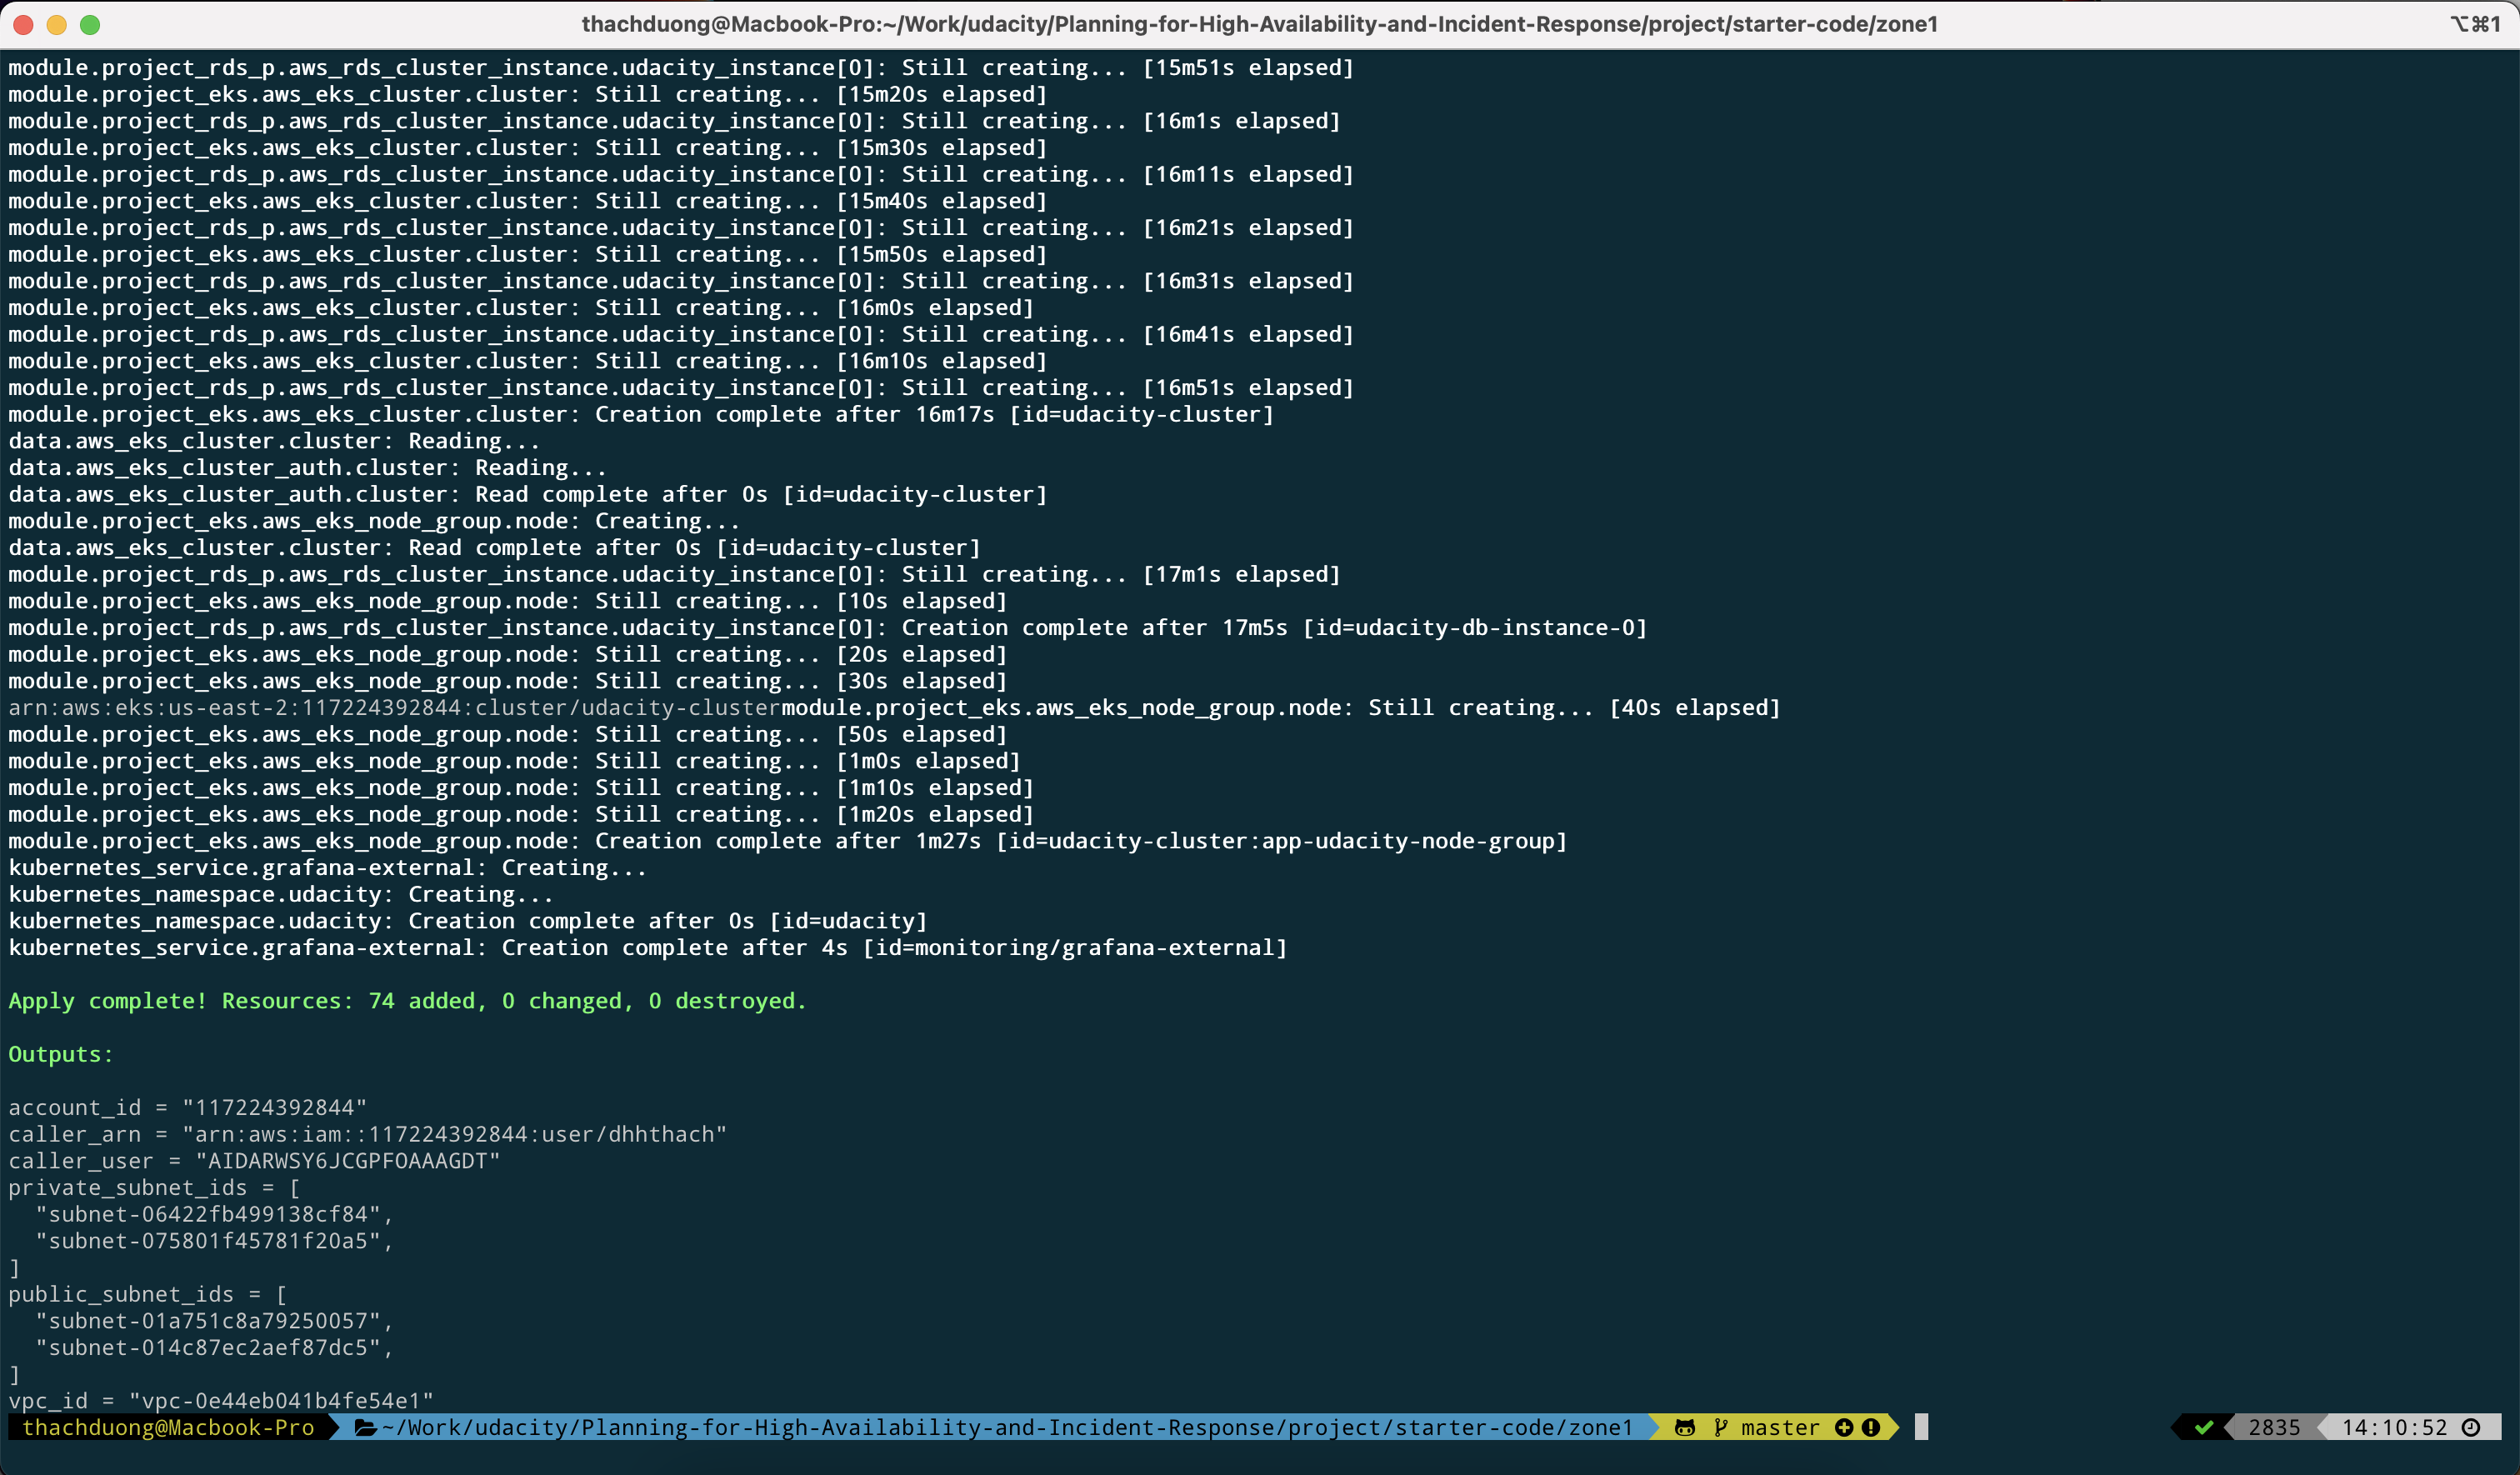 thachduong@Macbook-Pro:~/Work/udacity/Planning-for-High-Availability-and-Incident-Response/project/starter-code/zone1 ⌥⌘1
module.project_rds_p.aws_rds_cluster_instance.udacity_instance[0]: Still creating... [15m51s elapsed]
module.project_eks.aws_eks_cluster.cluster: Still creating... [15m20s elapsed]
module.project_rds_p.aws_rds_cluster_instance.udacity_instance[0]: Still creating... [16m1s elapsed]
module.project_eks.aws_eks_cluster.cluster: Still creating... [15m30s elapsed]
module.project_rds_p.aws_rds_cluster_instance.udacity_instance[0]: Still creating... [16m11s elapsed]
module.project_eks.aws_eks_cluster.cluster: Still creating... [15m40s elapsed]
module.project_rds_p.aws_rds_cluster_instance.udacity_instance[0]: Still creating... [16m21s elapsed]
module.project_eks.aws_eks_cluster.cluster: Still creating... [15m50s elapsed]
module.project_rds_p.aws_rds_cluster_instance.udacity_instance[0]: Still creating... [16m31s elapsed]
module.project_eks.aws_eks_cluster.cluster: Still creating... [16m0s elapsed]
module.project_rds_p.aws_rds_cluster_instance.udacity_instance[0]: Still creating... [16m41s elapsed]
module.project_eks.aws_eks_cluster.cluster: Still creating... [16m10s elapsed]
module.project_rds_p.aws_rds_cluster_instance.udacity_instance[0]: Still creating... [16m51s elapsed]
module.project_eks.aws_eks_cluster.cluster: Creation complete after 16m17s [id=udacity-cluster]
data.aws_eks_cluster.cluster: Reading...
data.aws_eks_cluster_auth.cluster: Reading...
data.aws_eks_cluster_auth.cluster: Read complete after 0s [id=udacity-cluster]
module.project_eks.aws_eks_node_group.node: Creating...
data.aws_eks_cluster.cluster: Read complete after 0s [id=udacity-cluster]
module.project_rds_p.aws_rds_cluster_instance.udacity_instance[0]: Still creating... [17m1s elapsed]
module.project_eks.aws_eks_node_group.node: Still creating... [10s elapsed]
module.project_rds_p.aws_rds_cluster_instance.udacity_instance[0]: Creation complete after 17m5s [id=udacity-db-instance-0]
module.project_eks.aws_eks_node_group.node: Still creating... [20s elapsed]
module.project_eks.aws_eks_node_group.node: Still creating... [30s elapsed]
arn:aws:eks:us-east-2:117224392844:cluster/udacity-clustermodule.project_eks.aws_eks_node_group.node: Still creating... [40s elapsed]
module.project_eks.aws_eks_node_group.node: Still creating... [50s elapsed]
module.project_eks.aws_eks_node_group.node: Still creating... [1m0s elapsed]
module.project_eks.aws_eks_node_group.node: Still creating... [1m10s elapsed]
module.project_eks.aws_eks_node_group.node: Still creating... [1m20s elapsed]
module.project_eks.aws_eks_node_group.node: Creation complete after 1m27s [id=udacity-cluster:app-udacity-node-group]
kubernetes_service.grafana-external: Creating...
kubernetes_namespace.udacity: Creating...
kubernetes_namespace.udacity: Creation complete after 0s [id=udacity]
kubernetes_service.grafana-external: Creation complete after 4s [id=monitoring/grafana-external]
Apply complete! Resources: 74 added, 0 changed, 0 destroyed.
Outputs:
account_id = "117224392844"
caller_arn = "arn:aws:iam::117224392844:user/dhhthach"
caller_user = "AIDARWSY6JCGPFOAAAGDT"
private_subnet_ids = [
  "subnet-06422fb499138cf84",
  "subnet-075801f45781f20a5",
]
public_subnet_ids = [
  "subnet-01a751c8a79250057",
  "subnet-014c87ec2aef87dc5",
]
vpc_id = "vpc-0e44eb041b4fe54e1"
thachduong@Macbook-Pro ~/Work/udacity/Planning-for-High-Availability-and-Incident-Response/project/starter-code/zone1 master ✔ 2835 14:10:52